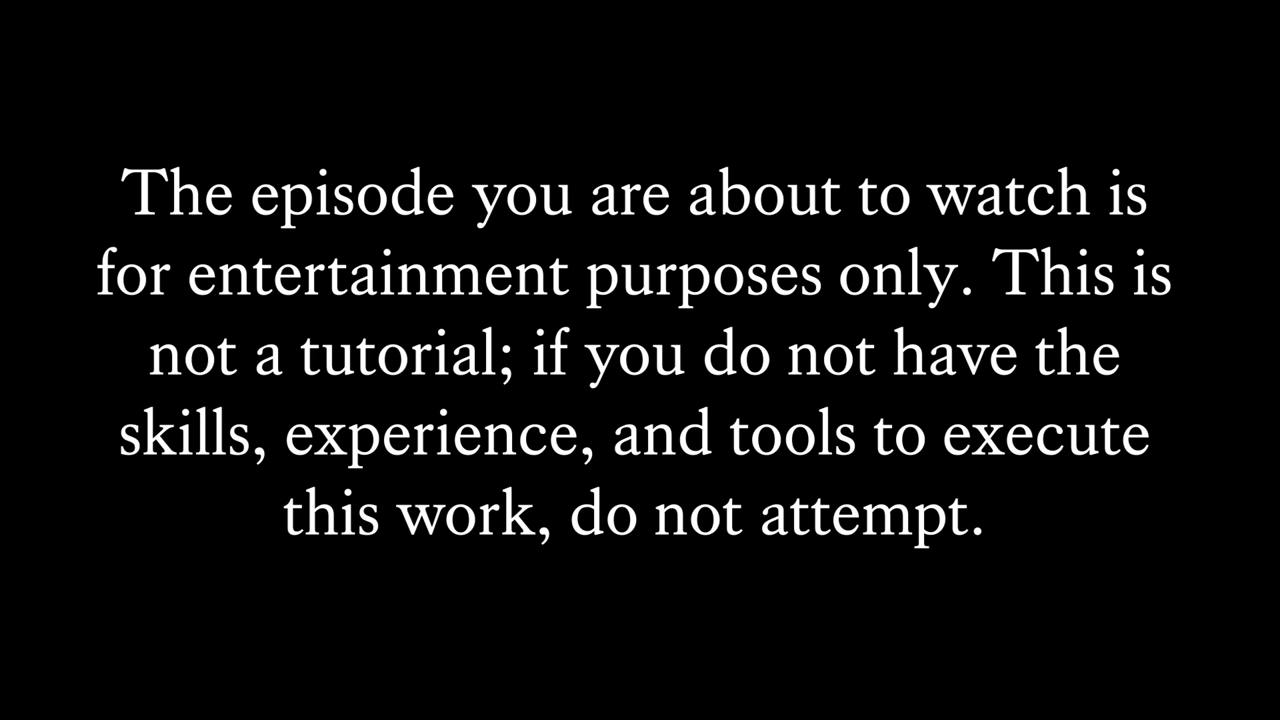 The episode you are about to watch is
for entertainment purposes only. This is
not a tutorial; if you do not have the
skills, experience, and tools to execute
this work, do not attempt.